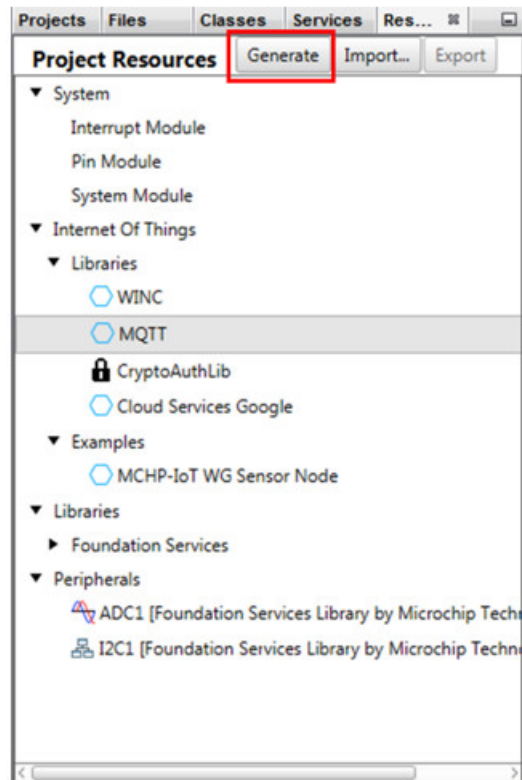 Projects Files Classes Services Res...
Project Resources Generate Import... Export
System
Interrupt Module
Pin Module
System Module
Internet Of Things
Libraries
WINC
MQTT
CryptoAuthLib
Cloud Services Google
Examples
MCHP-IoT WG Sensor Node
Libraries
Foundation Services
Peripherals
ADC1 [Foundation Services Library by Microchip Techn
I2C1 [Foundation Services Library by Microchip Techno